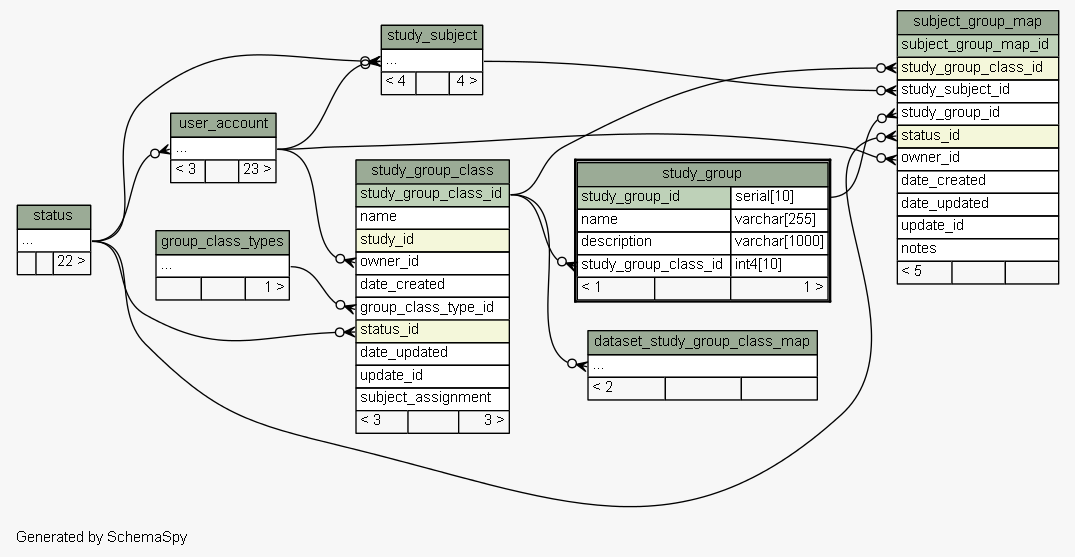 study_subject
...
< 4 4 >
user_account
...
< 3 23 >
status
...
22 >
group_class_types
...
1 >
study_group_class
study_group_class_id
name
study_id
owner_id
date_created
group_class_type_id
status_id
date_updated
update_id
subject_assignment
< 3 3 >
study_group
study_group_id serial[10]
name varchar[255]
description varchar[1000]
study_group_class_id int4[10]
< 1 1 >
dataset_study_group_class_map
...
< 2
subject_group_map
subject_group_map_id
study_group_class_id
study_subject_id
study_group_id
status_id
owner_id
date_created
date_updated
update_id
notes
< 5
Generated by SchemaSpy